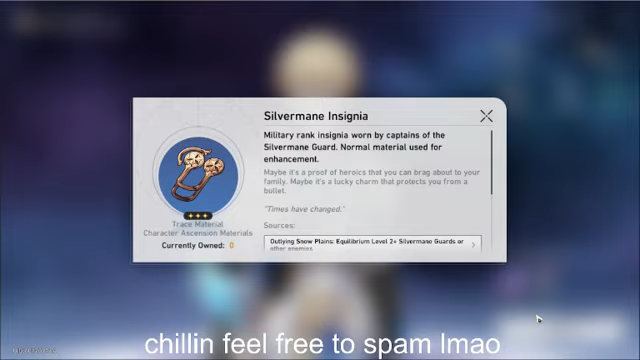 Silvermane Insignia
Military rank insignia worn by captains of the
Silvermane Guard. Normal material used for
enhancement.
Maybe it's a proof of heroics that you can brag about to your
family. Maybe it's a lucky charm that protects you from a
bullet.
"Times have changed."
Sources:
Outlying Snow Plains: Equilibrium Level 2+ Silvermane Guards or
other enemies
Trace Material
Character Ascension Materials
Currently Owned: 0
chillin feel free to spam lmao